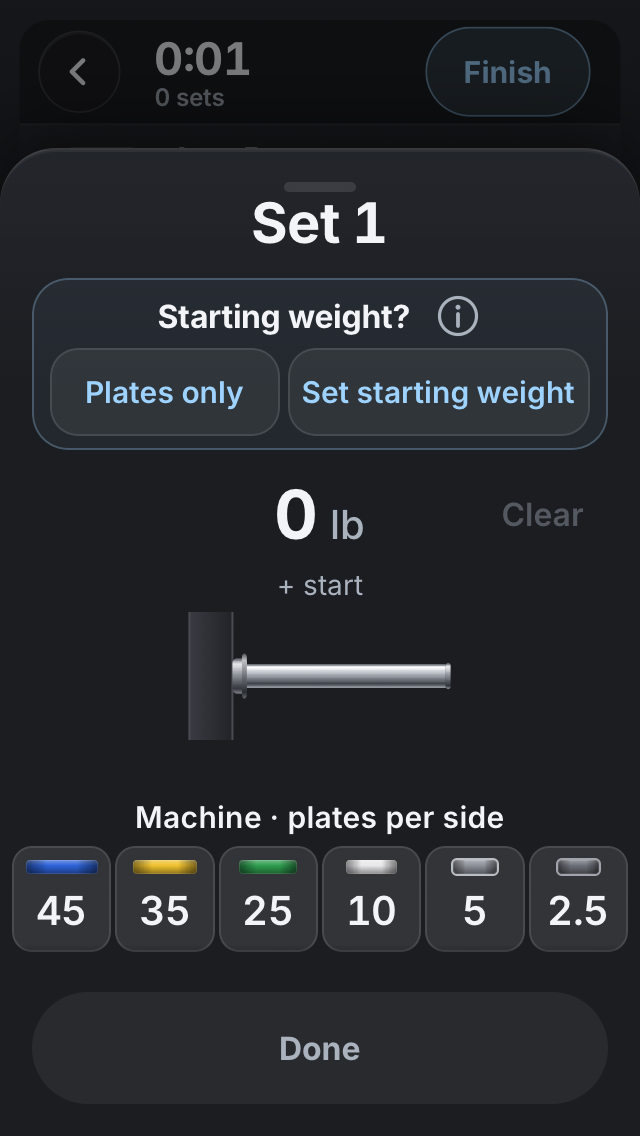 0:01
0 sets
Finish
Set 1
Starting weight?
Plates only
Set starting weight
0 lb
Clear
+ start
Machine · plates per side
45
35
25
10
5
2.5
Done